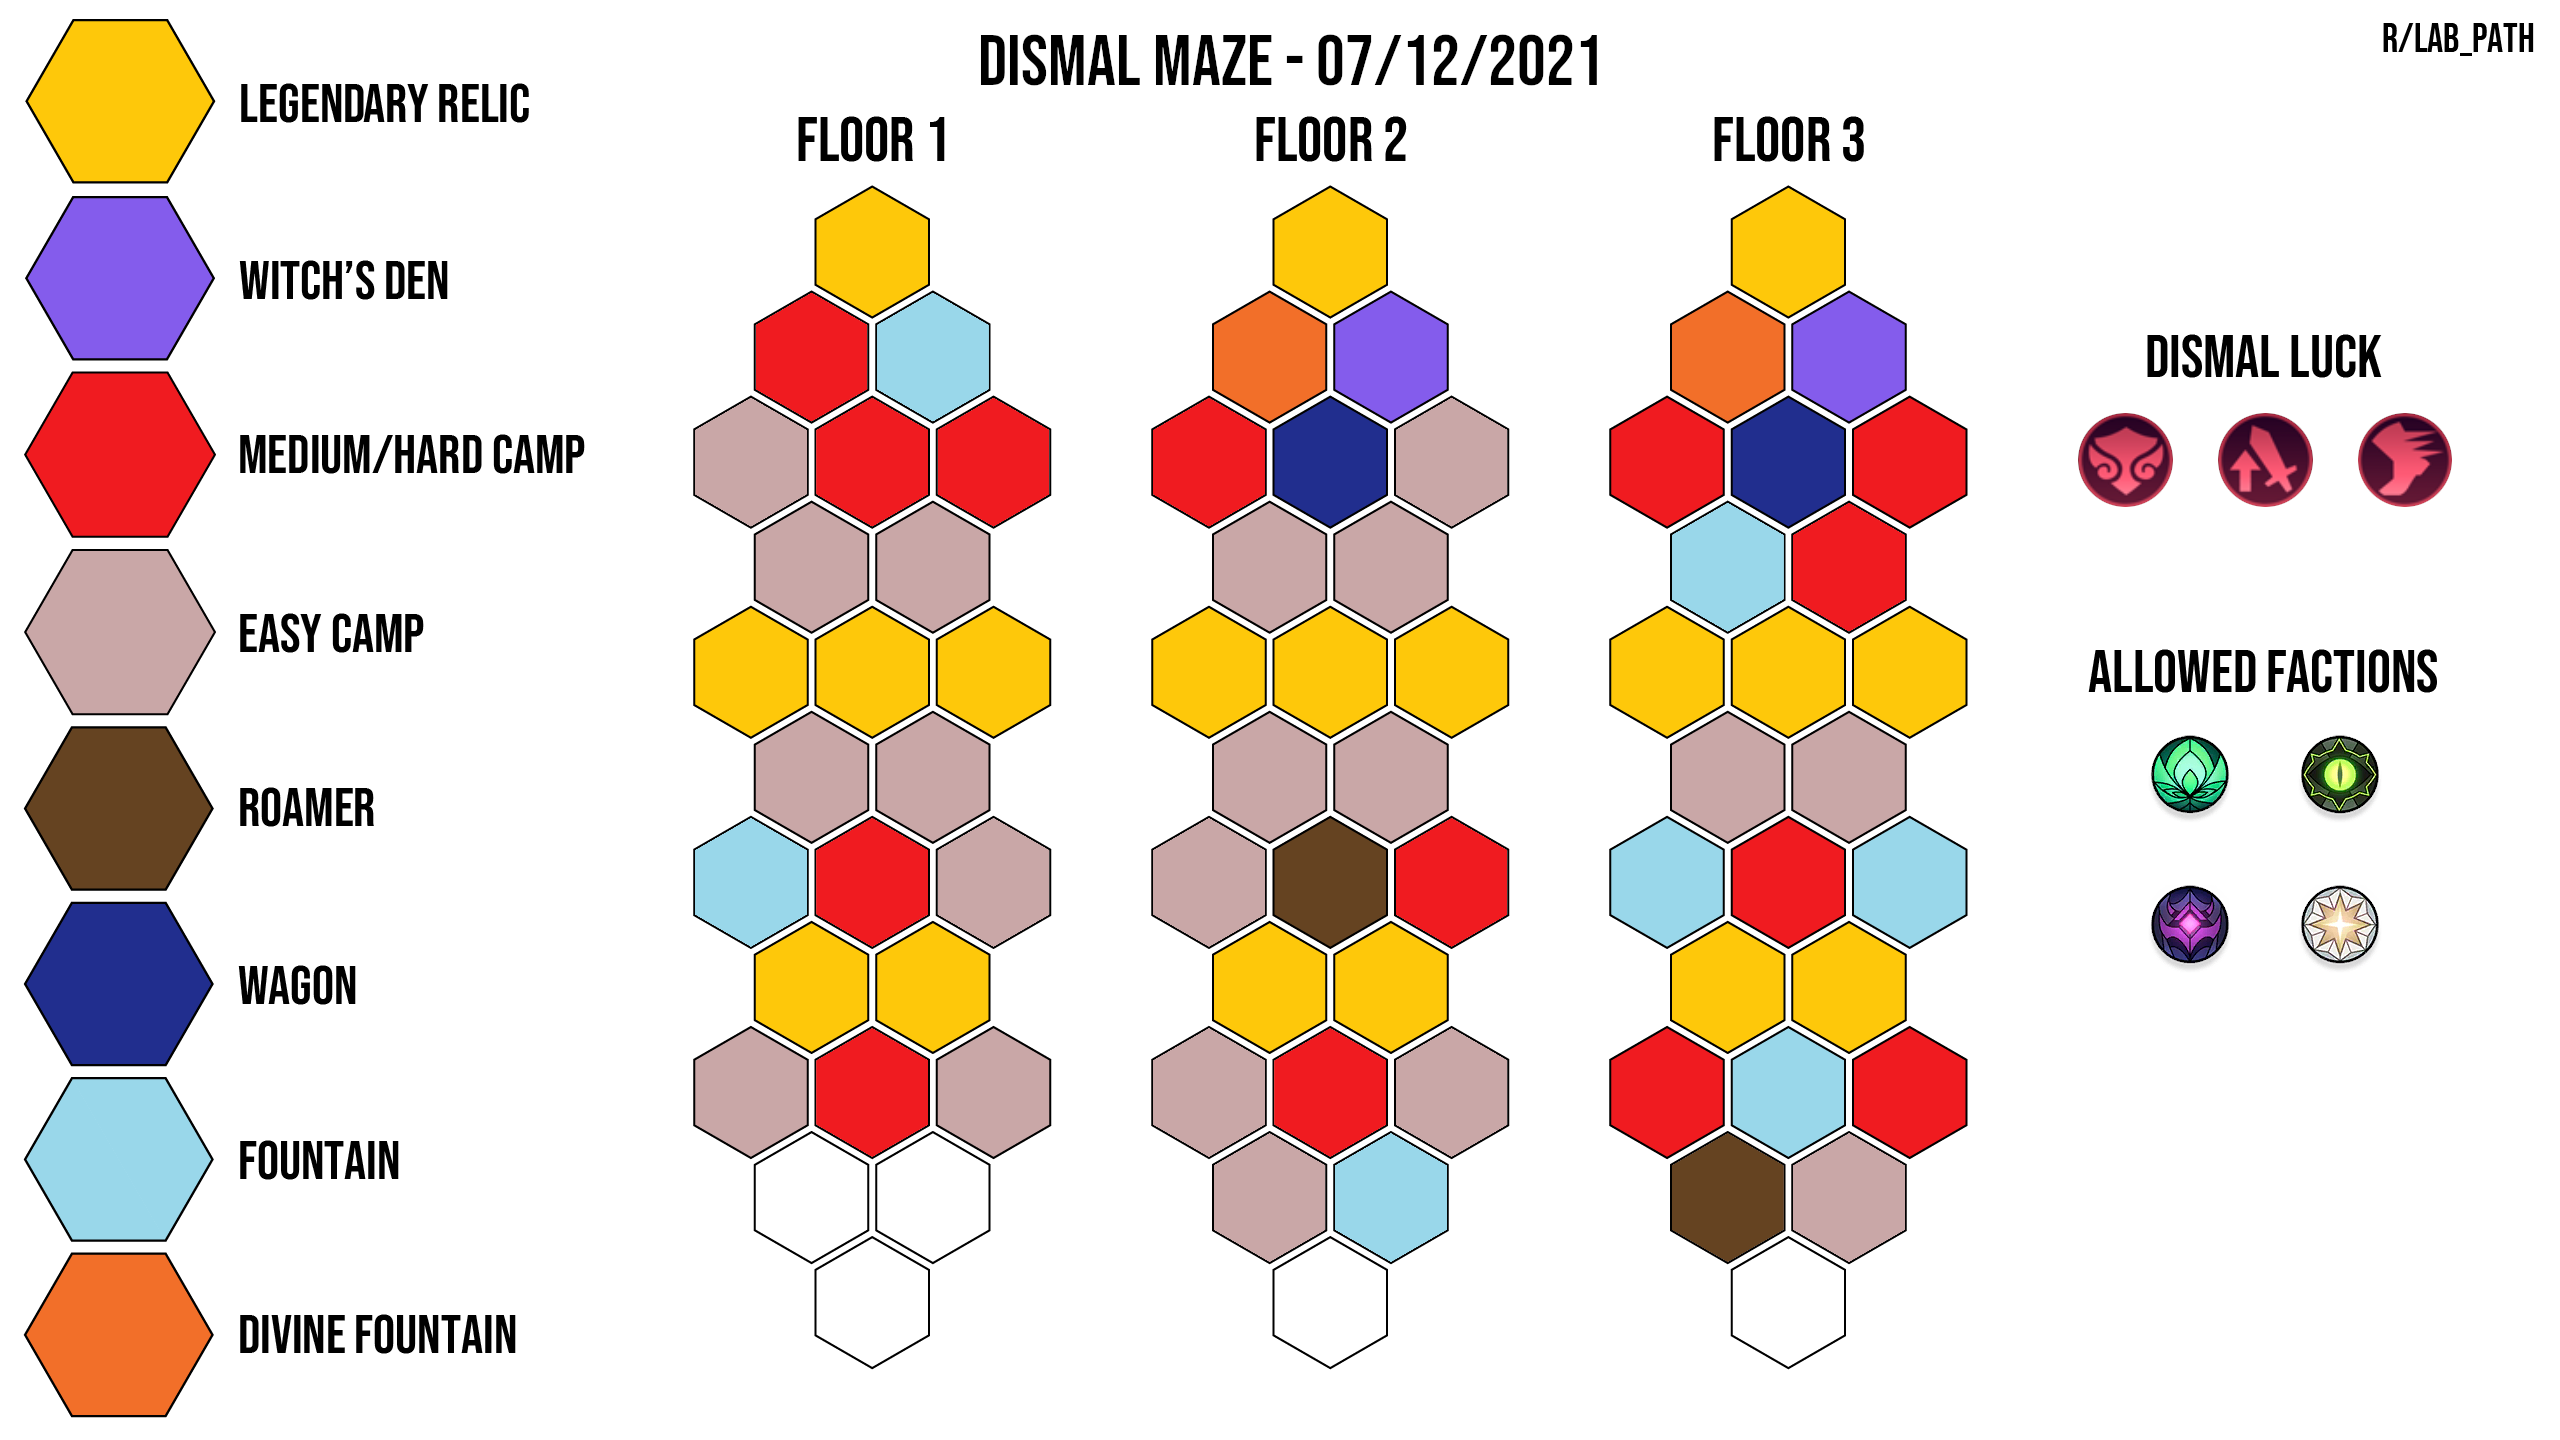 DISMAL MAZE - 07/12/2021
R/LAB_PATH
LEGENDARY RELIC
WITCH'S DEN
MEDIUM/HARD CAMP
EASY CAMP
ROAMER
WAGON
FOUNTAIN
DIVINE FOUNTAIN
FLOOR 1
FLOOR 2
FLOOR 3
DISMAL LUCK
ALLOWED FACTIONS